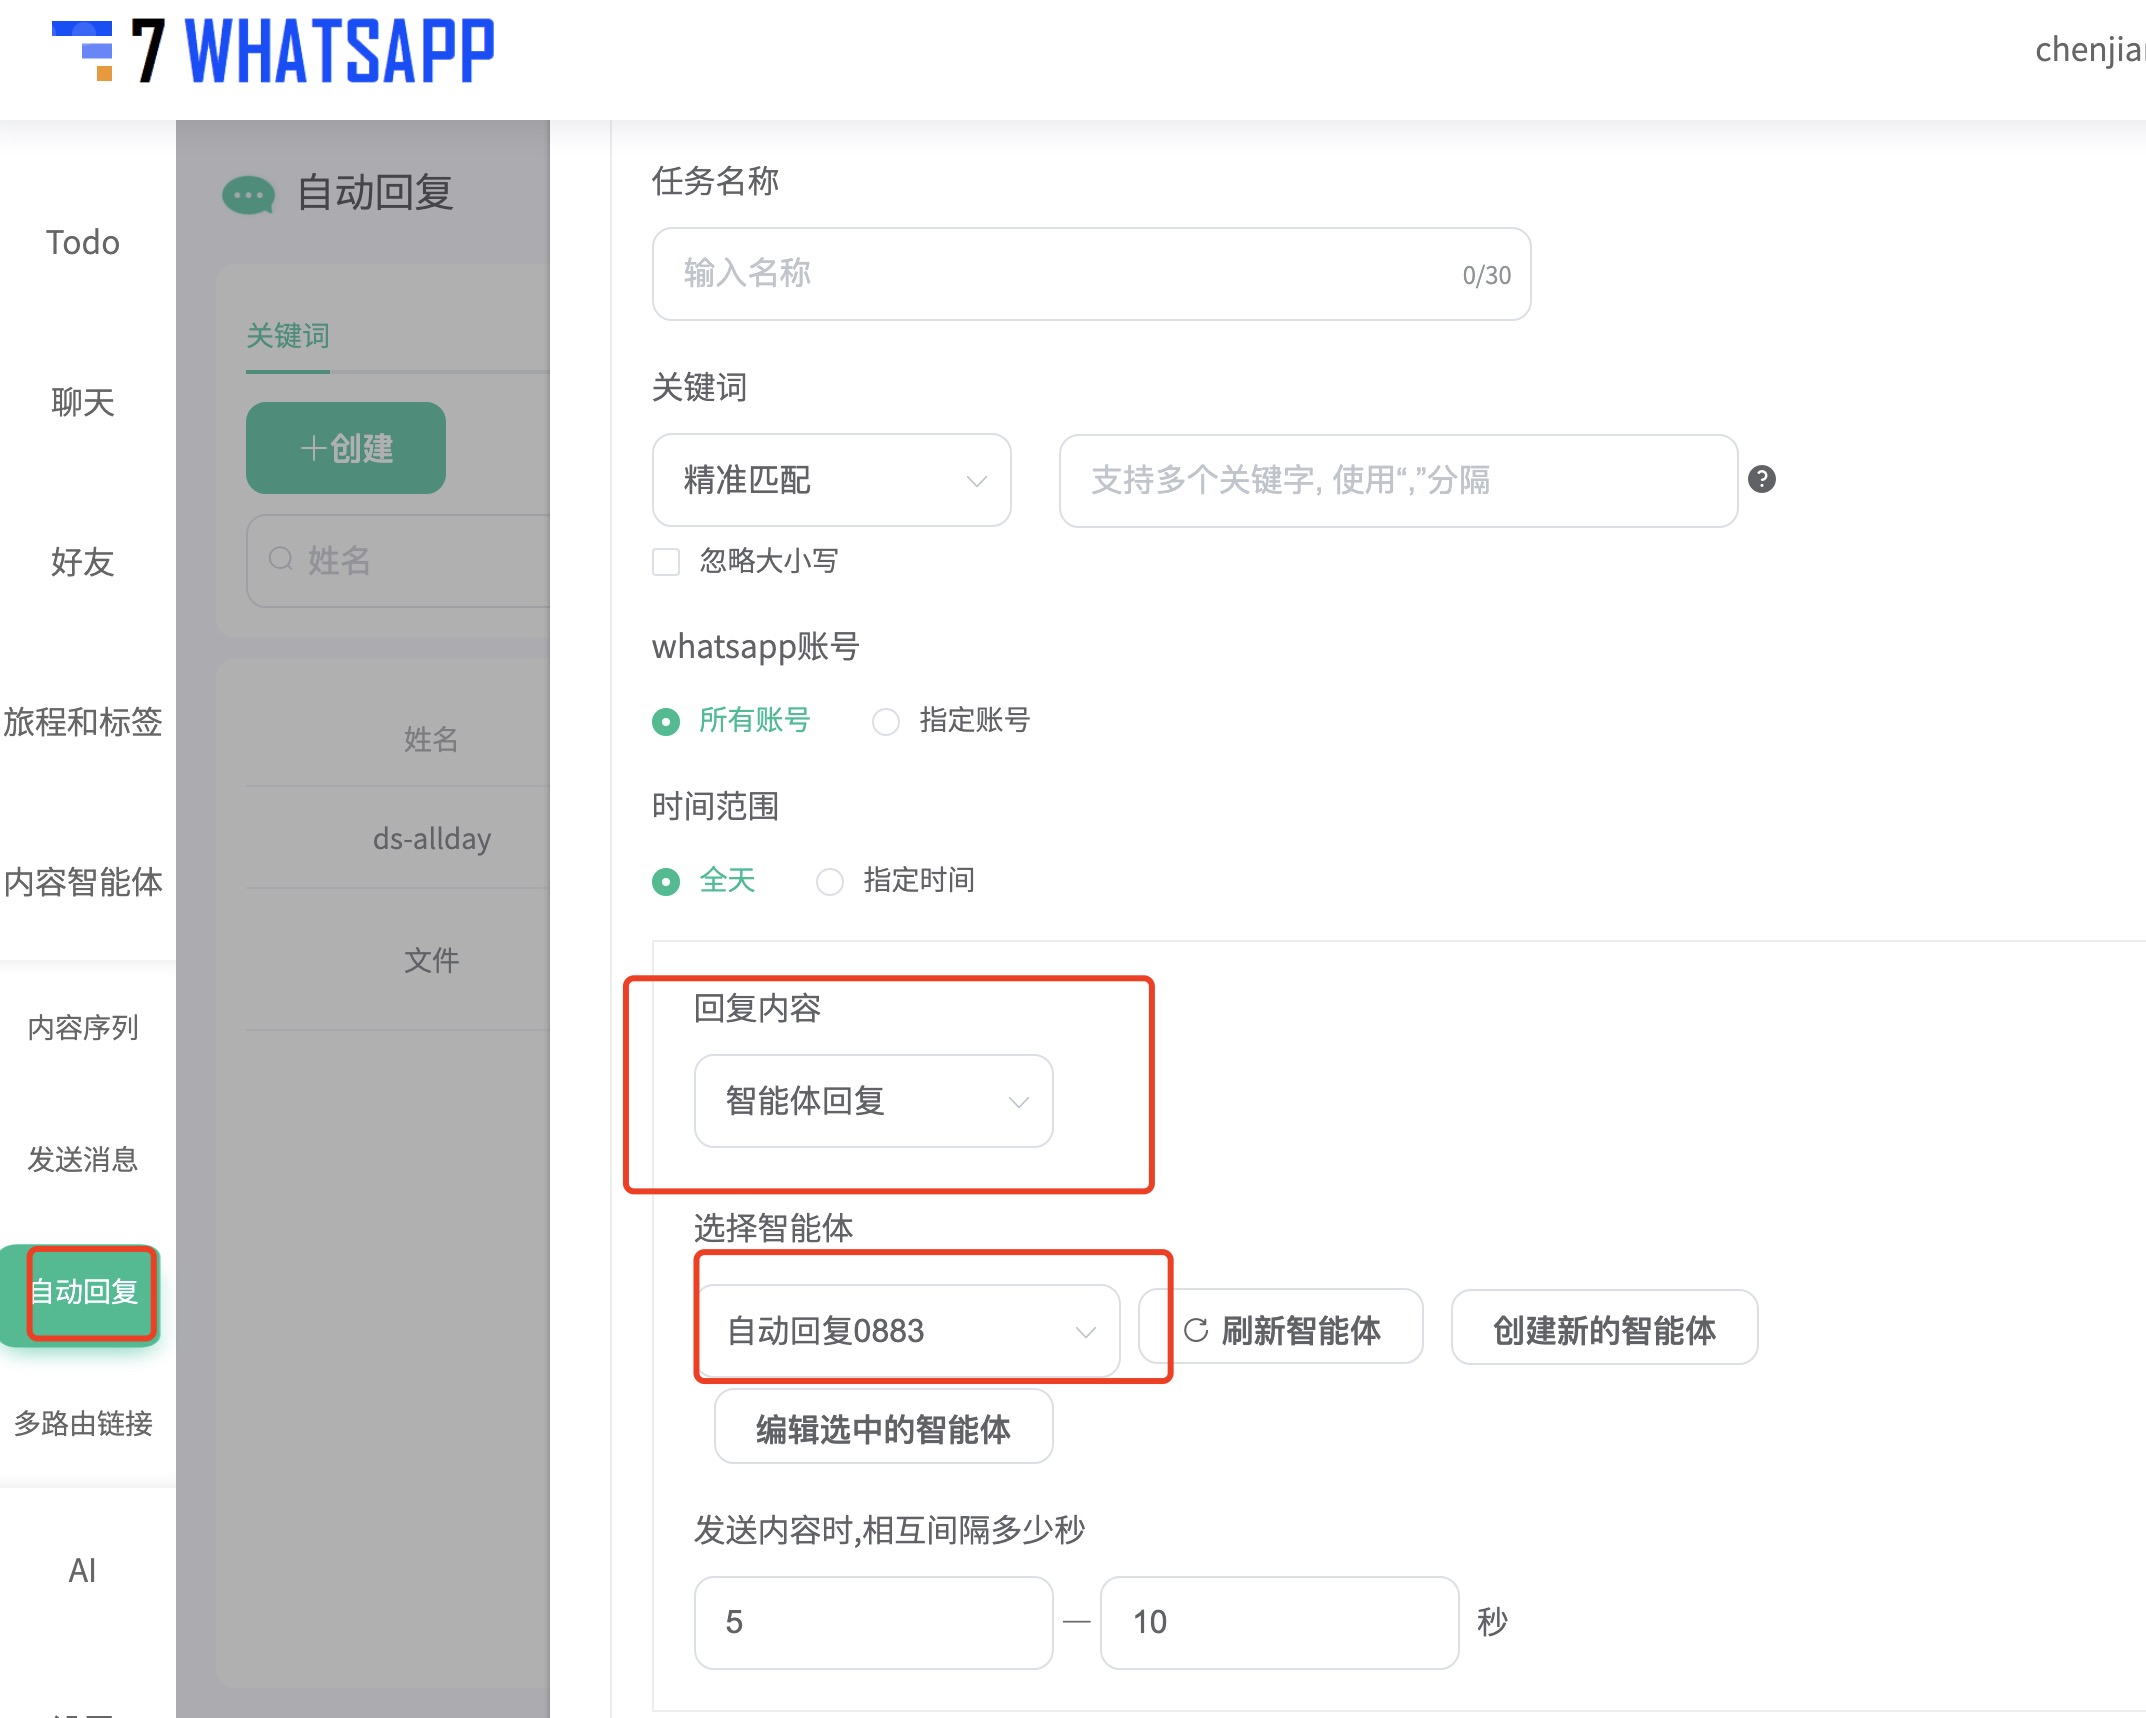 7 WHATSAPP
chenjian
Todo
聊天
好友
旅程和标签
内容智能体
内容序列
发送消息
自动回复
多路由链接
AI
自动回复
关键词
+创建
姓名
姓名
ds-allday
文件
任务名称
输入名称 0/30
关键词
精准匹配 支持多个关键字, 使用“,”分隔 ?
忽略大小写
whatsapp账号
所有账号 指定账号
时间范围
全天 指定时间
回复内容
智能体回复
选择智能体
自动回复0883 刷新智能体 创建新的智能体
编辑选中的智能体
发送内容时,相互间隔多少秒
5 — 10 秒